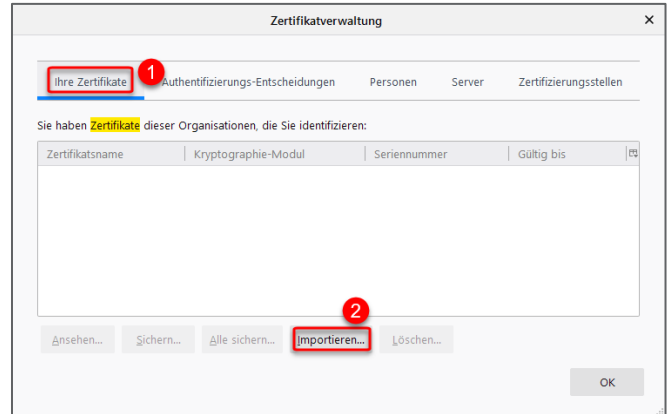 Zertifikatverwaltung
1
Ihre Zertifikate Authentifizierungs-Entscheidungen Personen Server Zertifizierungsstellen
Sie haben Zertifikate dieser Organisationen, die Sie identifizieren:
Zertifikatsname Kryptographie-Modul Seriennummer Gültig bis
2
Ansehen... Sichern... Alle sichern... Importieren... Löschen...
OK